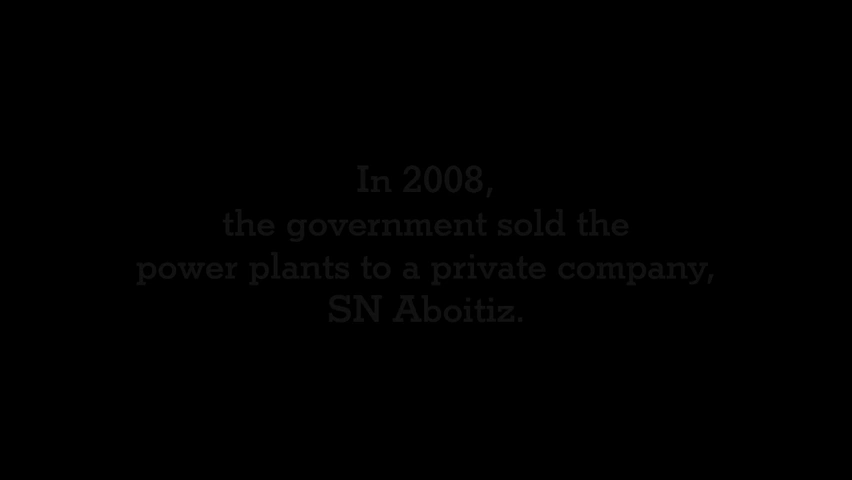 In 2008,
the government sold the
power plants to a private company,
SN Aboitiz.